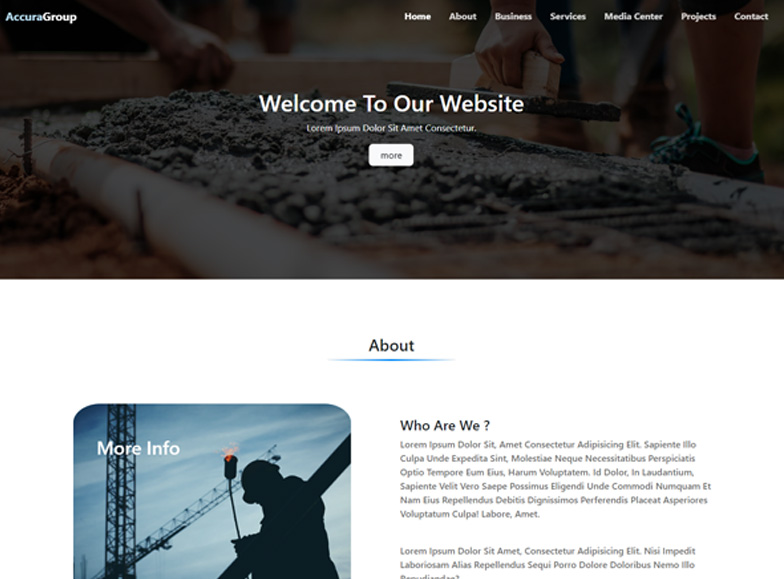 AccuraGroup
Home About Business Services Media Center Projects Contact
Welcome To Our Website
Lorem Ipsum Dolor Sit Amet Consectetur.
more
About
More Info
Who Are We ?
Lorem Ipsum Dolor Sit, Amet Consectetur Adipisicing Elit. Sapiente Illo
Culpa Unde Expedita Sint, Molestiae Neque Necessitatibus Perspiciatis
Optio Tempore Eum Eius, Harum Voluptatem. Id Dolor, In Laudantium,
Sapiente Velit Vero Saepe Possimus Eligendi Unde Commodi Numquam Et
Nam Eius Repellendus Debitis Dignissimos Perferendis Placeat Asperiores
Voluptatum Culpa! Labore, Amet.
Lorem Ipsum Dolor Sit Amet, Consectetur Adipisicing Elit. Nisi Impedit
Laboriosam Alias Repellendus Sequi Porro Dolore Doloribus Nemo Illo